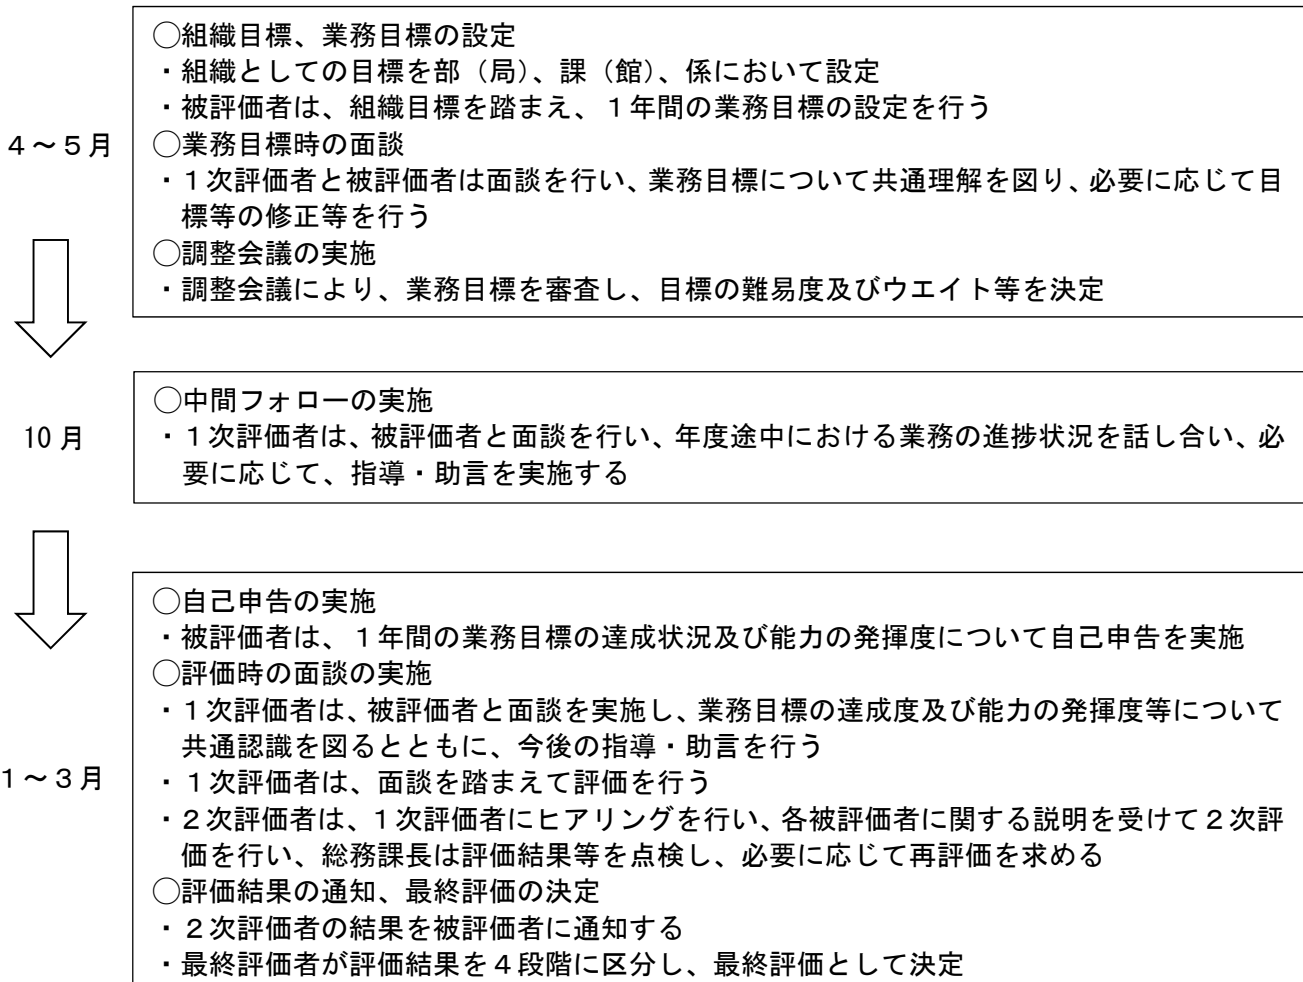 ○組織目標、業務目標の設定
・組織としての目標を部（局）、課（館）、係において設定
・被評価者は、組織目標を踏まえ、１年間の業務目標の設定を行う
４～５月
○業務目標時の面談
・１次評価者と被評価者は面談を行い、業務目標について共通理解を図り、必要に応じて目
標等の修正等を行う
○調整会議の実施
・調整会議により、業務目標を審査し、目標の難易度及びウエイト等を決定
○中間フォローの実施
10月
・１次評価者は、被評価者と面談を行い、年度途中における業務の進捗状況を話し合い、必
要に応じて、指導・助言を実施する
○自己申告の実施
・被評価者は、１年間の業務目標の達成状況及び能力の発揮度について自己申告を実施
○評価時の面談の実施
・１次評価者は、被評価者と面談を実施し、業務目標の達成度及び能力の発揮度等について
共通認識を図るとともに、今後の指導・助言を行う
１～３月
・１次評価者は、面談を踏まえて評価を行う
・２次評価者は、１次評価者にヒアリングを行い、各被評価者に関する説明を受けて２次評
価を行い、総務課長は評価結果等を点検し、必要に応じて再評価を求める
○評価結果の通知、最終評価の決定
・２次評価者の結果を被評価者に通知する
・最終評価者が評価結果を４段階に区分し、最終評価として決定